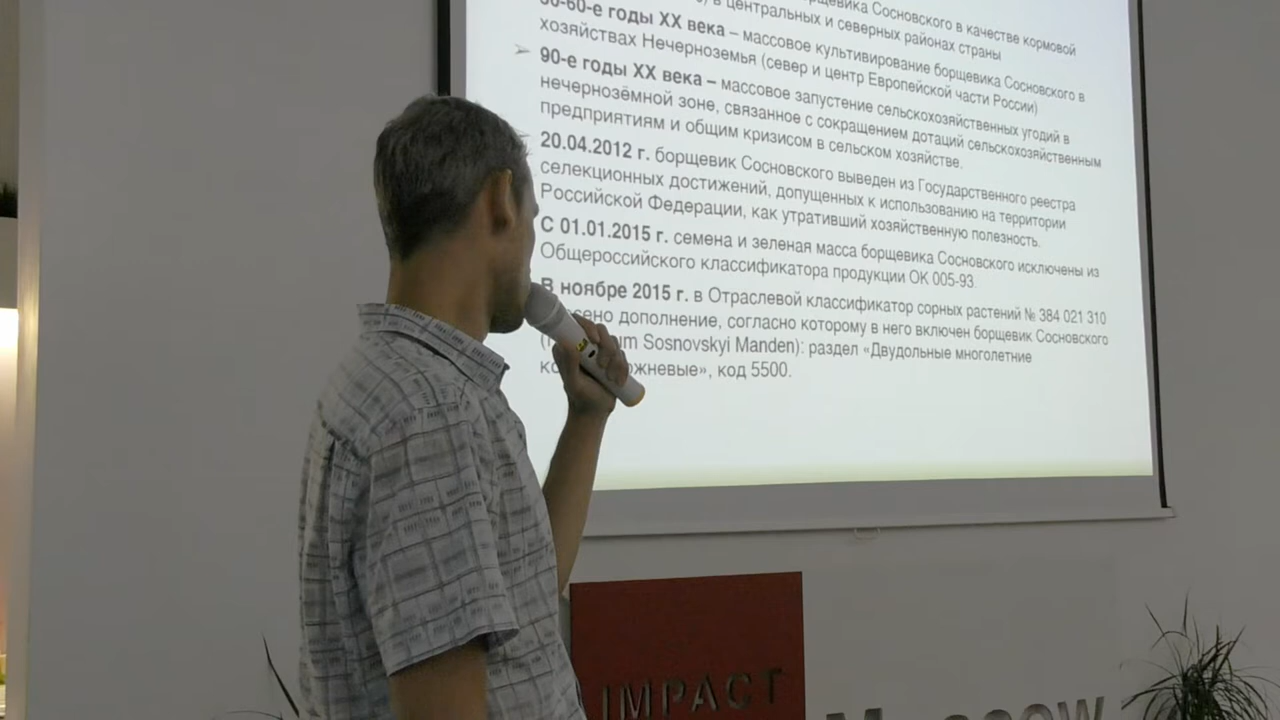 борщевика Сосновского в качестве кормовой
в центральных и северных районах страны
50-60-е годы XX века – массовое культивирование борщевика Сосновского в
хозяйствах Нечерноземья (север и центр Европейской части России)
90-е годы XX века – массовое запустение сельскохозяйственных угодий в
нечернозёмной зоне, связанное с сокращением дотаций сельскохозяйственным
предприятиям и общим кризисом в сельском хозяйстве.
20.04.2012 г. борщевик Сосновского выведен из Государственного реестра
селекционных достижений, допущенных к использованию на территории
Российской Федерации, как утративший хозяйственную полезность.
С 01.01.2015 г. семена и зеленая масса борщевика Сосновского исключены из
Общероссийского классификатора продукции ОК 005-93.
В ноябре 2015 г. в Отраслевой классификатор сорных растений № 384 021 310
дополнение, согласно которому в него включен борщевик Сосновского
Sosnovskyi Manden): раздел «Двудольные многолетние
код 5500.
IMPACT
Moscow